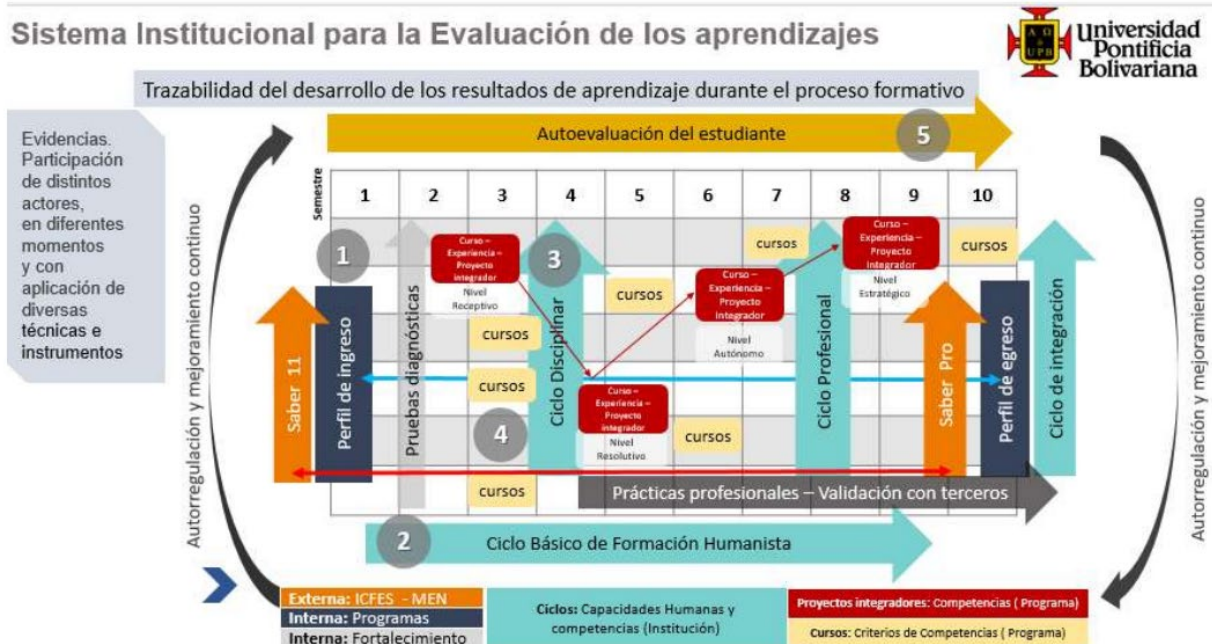 Sistema Institucional para la Evaluación de los aprendizajes
Universidad
Pontificia
Bolivariana
A Ω
UPB
Trazabilidad del desarrollo de los resultados de aprendizaje durante el proceso formativo
Evidencias.
Participación
de distintos
actores,
en diferentes
momentos
y con
aplicación de
diversas
técnicas e
instrumentos
Autorregulación y mejoramiento continuo
Autoevaluación del estudiante
5
Semestre
1
2
3
4
5
6
7
8
9
10
1
Saber 11
Perfil de ingreso
Pruebas diagnósticas
Curso –
Experiencia –
Proyecto
integrador
Nivel
Receptivo
cursos
cursos
4
cursos
3
Ciclo Disciplinar
cursos
Curso –
Experiencia –
Proyecto
integrador
Nivel
Resolutivo
cursos
Curso –
Experiencia –
Proyecto
Integrador
Nivel
Autónomo
cursos
Ciclo Profesional
Curso –
Experiencia –
Proyecto
Integrador
Nivel
Estratégico
cursos
Saber Pro
Perfil de egreso
Ciclo de integración
Autorregulación y mejoramiento continuo
Prácticas profesionales – Validación con terceros
2
Ciclo Básico de Formación Humanista
Externa: ICFES - MEN
Interna: Programas
Interna: Fortalecimiento
Ciclos: Capacidades Humanas y
competencias (Institución)
Proyectos integradores: Competencias ( Programa)
Cursos: Criterios de Competencias ( Programa)